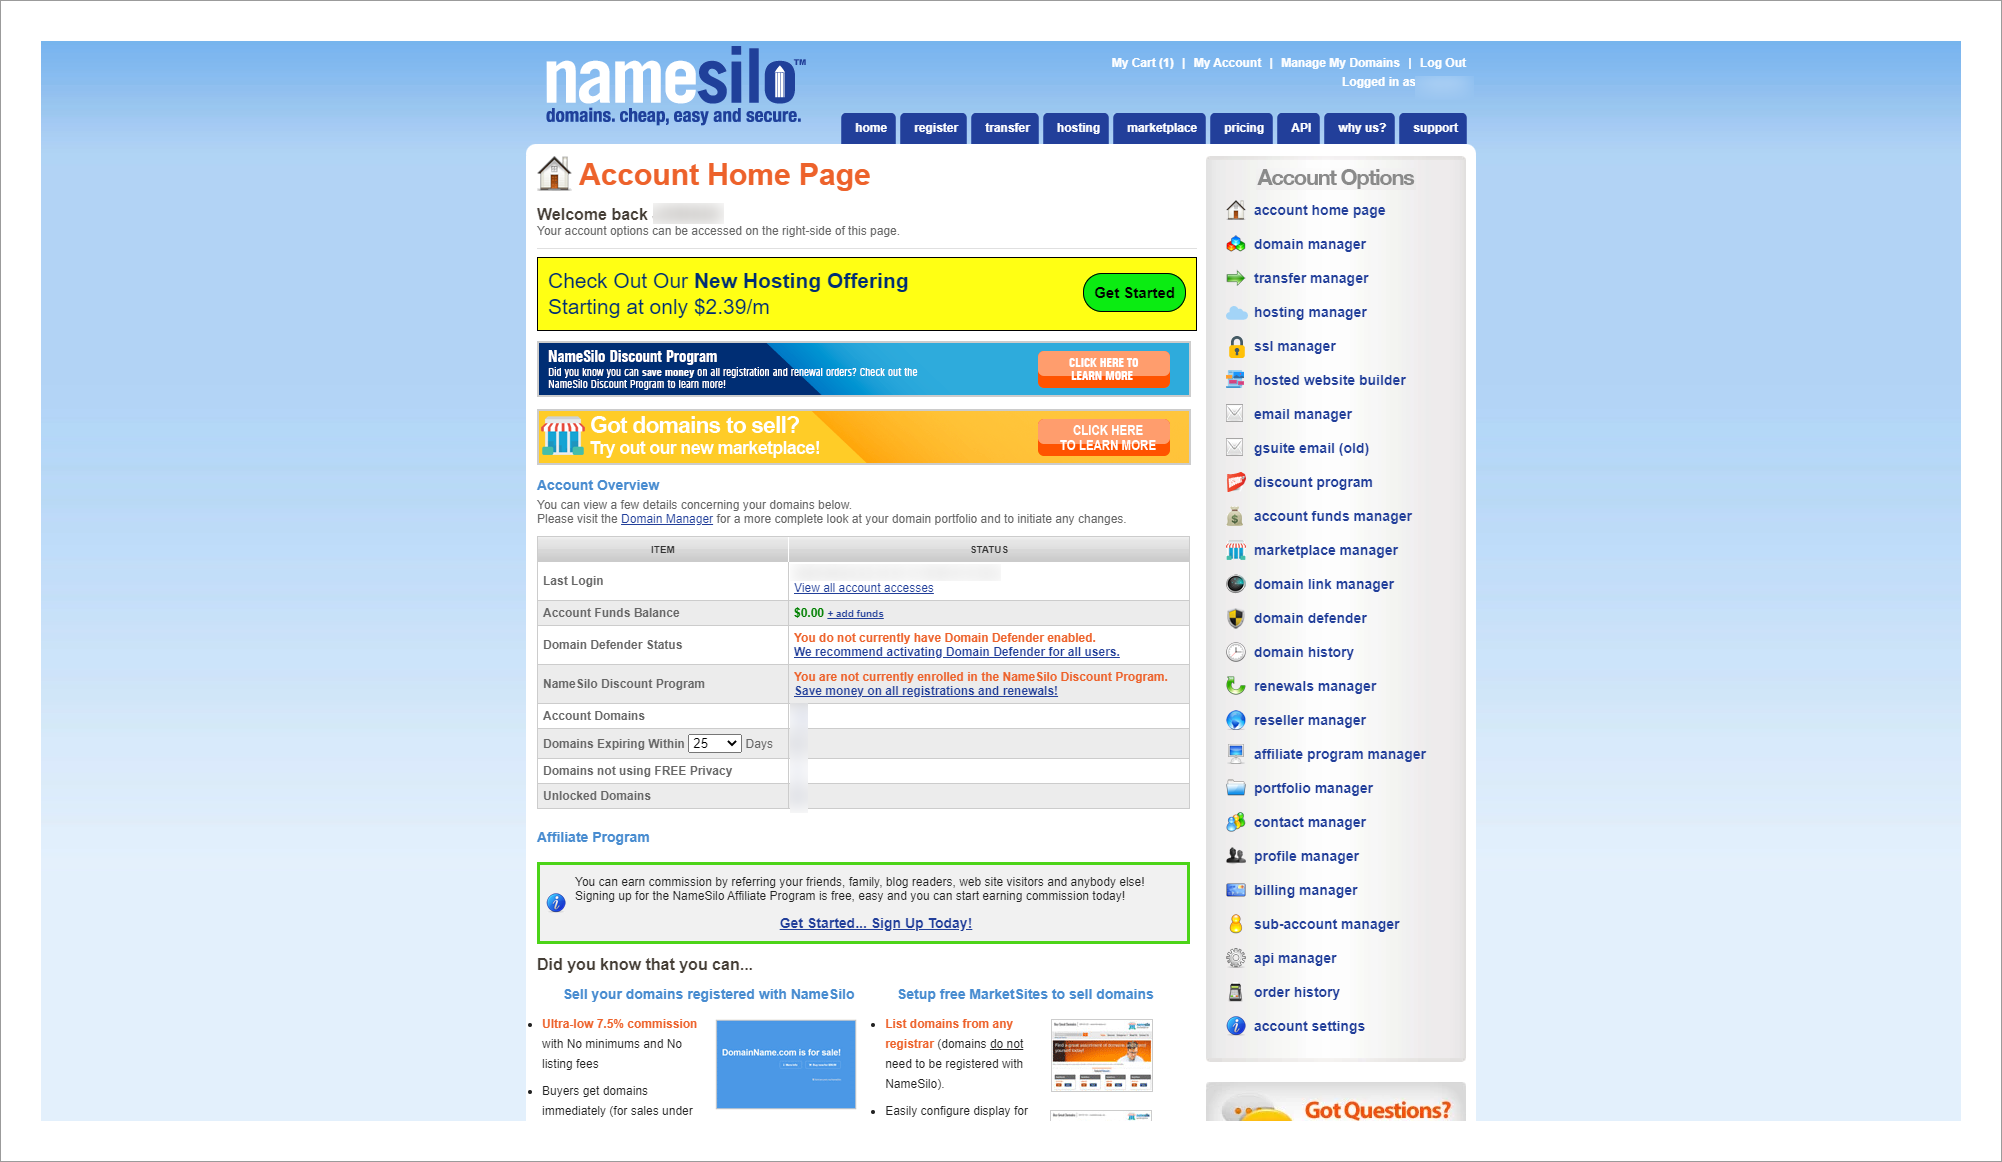 namesilo™
domains. cheap, easy and secure.
My Cart (1) | My Account | Manage My Domains | Log Out
Logged in as
home register transfer hosting marketplace pricing API why us? support
Account Home Page
Welcome back
Your account options can be accessed on the right-side of this page.
Check Out Our New Hosting Offering
Starting at only $2.39/m
Get Started
NameSilo Discount Program
Did you know you can save money on all registration and renewal orders? Check out the
NameSilo Discount Program to learn more!
CLICK HERE TO
LEARN MORE
Got domains to sell?
Try out our new marketplace!
CLICK HERE
TO LEARN MORE
Account Overview
You can view a few details concerning your domains below.
Please visit the Domain Manager for a more complete look at your domain portfolio and to initiate any changes.
ITEM STATUS
Last Login
View all account accesses
Account Funds Balance $0.00 + add funds
Domain Defender Status
You do not currently have Domain Defender enabled.
We recommend activating Domain Defender for all users.
NameSilo Discount Program
You are not currently enrolled in the NameSilo Discount Program.
Save money on all registrations and renewals!
Account Domains
Domains Expiring Within 25 Days
Domains not using FREE Privacy
Unlocked Domains
Affiliate Program
You can earn commission by referring your friends, family, blog readers, web site visitors and anybody else!
Signing up for the NameSilo Affiliate Program is free, easy and you can start earning commission today!
Get Started... Sign Up Today!
Did you know that you can...
Sell your domains registered with NameSilo
Ultra-low 7.5% commission
with No minimums and No
listing fees
Buyers get domains
immediately (for sales under
DomainName.com is for sale!
Setup free MarketSites to sell domains
List domains from any
registrar (domains do not
need to be registered with
NameSilo).
Easily configure display for
Find a great assortment of domains
yourself today!
Account Options
account home page
domain manager
transfer manager
hosting manager
ssl manager
hosted website builder
email manager
gsuite email (old)
discount program
account funds manager
marketplace manager
domain link manager
domain defender
domain history
renewals manager
reseller manager
affiliate program manager
portfolio manager
contact manager
profile manager
billing manager
sub-account manager
api manager
order history
account settings
Got Questions?